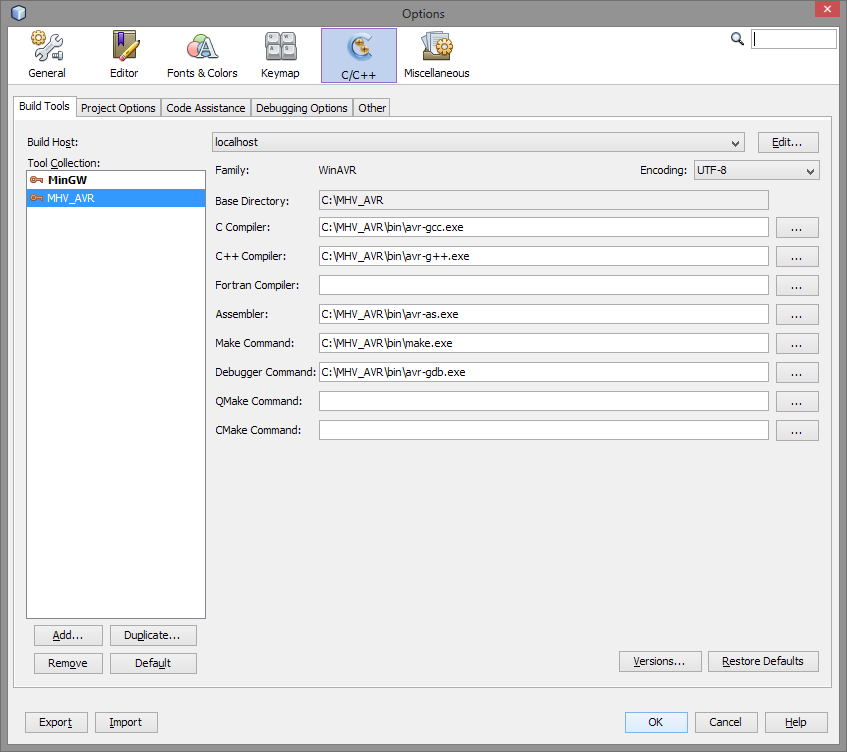 Options
General Editor Fonts & Colors Keymap C/C++ Miscellaneous
Build Tools Project Options Code Assistance Debugging Options Other
Build Host: localhost Edit...
Tool Collection:
MinGW
MHV_AVR
Family: WinAVR Encoding: UTF-8
Base Directory: C:\MHV_AVR
C Compiler: C:\MHV_AVR\bin\avr-gcc.exe ...
C++ Compiler: C:\MHV_AVR\bin\avr-g++.exe ...
Fortran Compiler: ...
Assembler: C:\MHV_AVR\bin\avr-as.exe ...
Make Command: C:\MHV_AVR\bin\make.exe ...
Debugger Command: C:\MHV_AVR\bin\avr-gdb.exe ...
QMake Command: ...
CMake Command: ...
Add... Duplicate...
Remove Default
Versions... Restore Defaults
Export Import OK Cancel Help